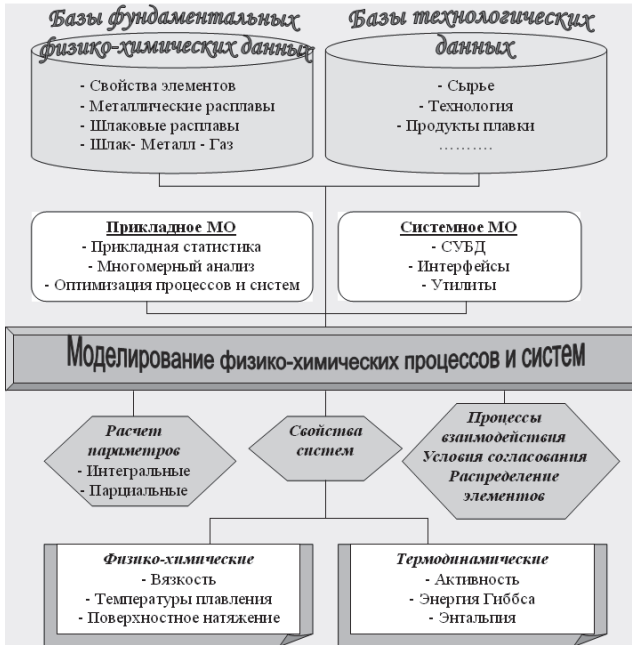 Базы фундаментальных
физико-химических данных
- Свойства элементов
- Металлические расплавы
- Шлаковые расплавы
- Шлак- Металл - Газ
Базы технологических
данных
- Сырье
- Технология
- Продукты плавки
……….
Прикладное МО
- Прикладная статистика
- Многомерный анализ
- Оптимизация процессов и систем
Системное МО
- СУБД
- Интерфейсы
- Утилиты
Моделирование физико-химических процессов и систем
Расчет
параметров
- Интегральные
- Парциальные
Свойства
систем
Процессы
взаимодействия
Условия согласования
Распределение
элементов
Физико-химические
- Вязкость
- Температуры плавления
- Поверхностное натяжение
Термодинамические
- Активность
- Энергия Гиббса
- Энтальпия